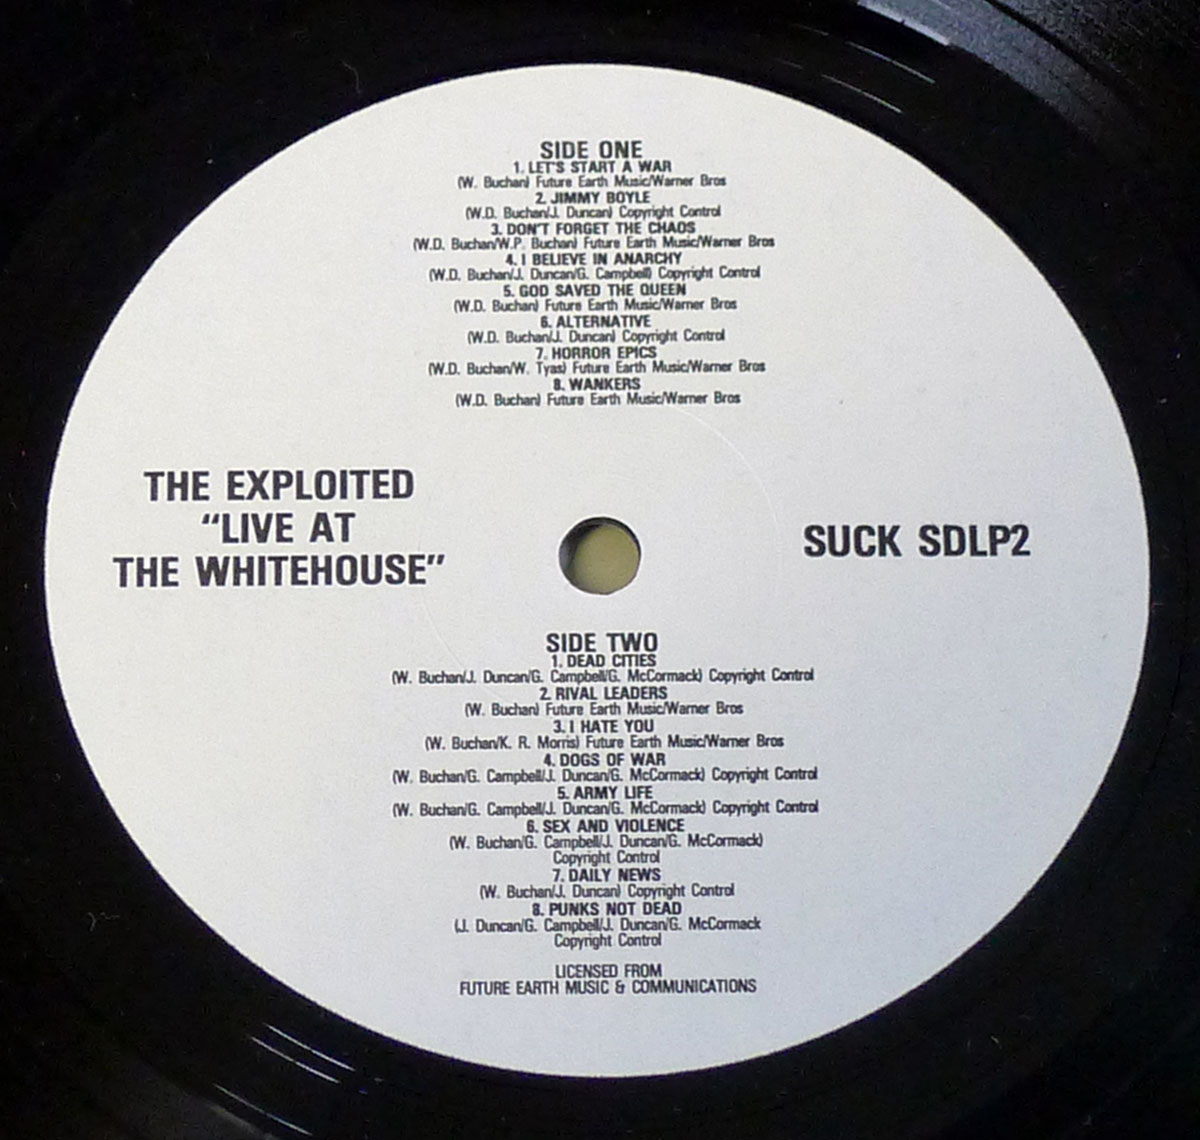 SIDE ONE
1. LET'S START A WAR
(W. Buchan) Future Earth Music/Warner Bros
2. JIMMY BOYLE
(W.D. Buchan/J. Duncan) Copyright Control
3. DON'T FORGET THE CHAOS
(W.D. Buchan/W.P. Buchan) Future Earth Music/Warner Bros
4. I BELIEVE IN ANARCHY
(W.D. Buchan/J. Duncan/G. Campbell) Copyright Control
5. GOD SAVED THE QUEEN
(W.D. Buchan) Future Earth Music/Warner Bros
6. ALTERNATIVE
(W.D. Buchan/J. Duncan) Copyright Control
7. HORROR EPICS
(W.D. Buchan/W. Tyas) Future Earth Music/Warner Bros
8. WANKERS
(W.D. Buchan) Future Earth Music/Warner Bros
THE EXPLOITED
"LIVE AT
THE WHITEHOUSE"
SUCK SDLP2
SIDE TWO
1. DEAD CITIES
(W. Buchan/J. Duncan/G. Campbell/G. McCormack) Copyright Control
2. RIVAL LEADERS
(W. Buchan) Future Earth Music/Warner Bros
3. I HATE YOU
(W. Buchan/K. R. Morris) Future Earth Music/Warner Bros
4. DOGS OF WAR
(W. Buchan/G. Campbell/J. Duncan/G. McCormack) Copyright Control
5. ARMY LIFE
(W. Buchan/G. Campbell/J. Duncan/G. McCormack) Copyright Control
6. SEX AND VIOLENCE
(W. Buchan/G. Campbell/J. Duncan/G. McCormack)
Copyright Control
7. DAILY NEWS
(W. Buchan/J. Duncan) Copyright Control
8. PUNKS NOT DEAD
(J. Duncan/G. Campbell/J. Duncan/G. McCormack
Copyright Control
LICENSED FROM
FUTURE EARTH MUSIC & COMMUNICATIONS